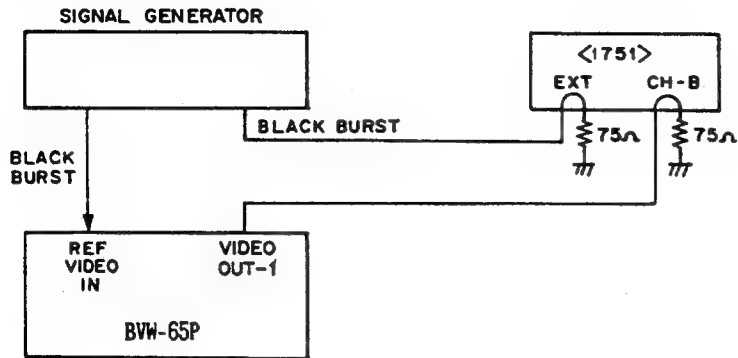 SIGNAL GENERATOR
<1751>
EXT
CH-B
BLACK BURST
75Ω
75Ω
BLACK
BURST
REF
VIDEO
IN
VIDEO
OUT-1
BVW-65P